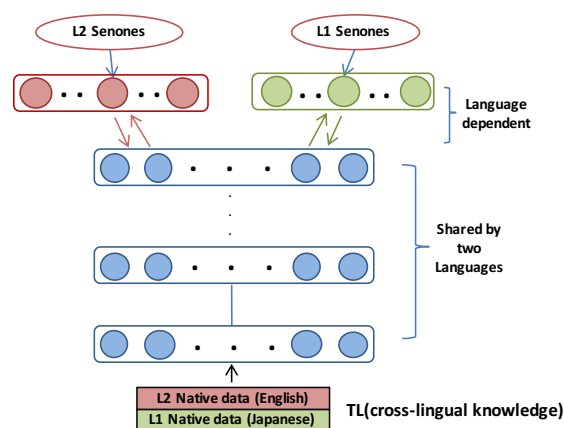 L2 Senones
L1 Senones
Language
dependent
Shared by
two
Languages
L2 Native data (English)
L1 Native data (Japanese)
TL(cross-lingual knowledge)